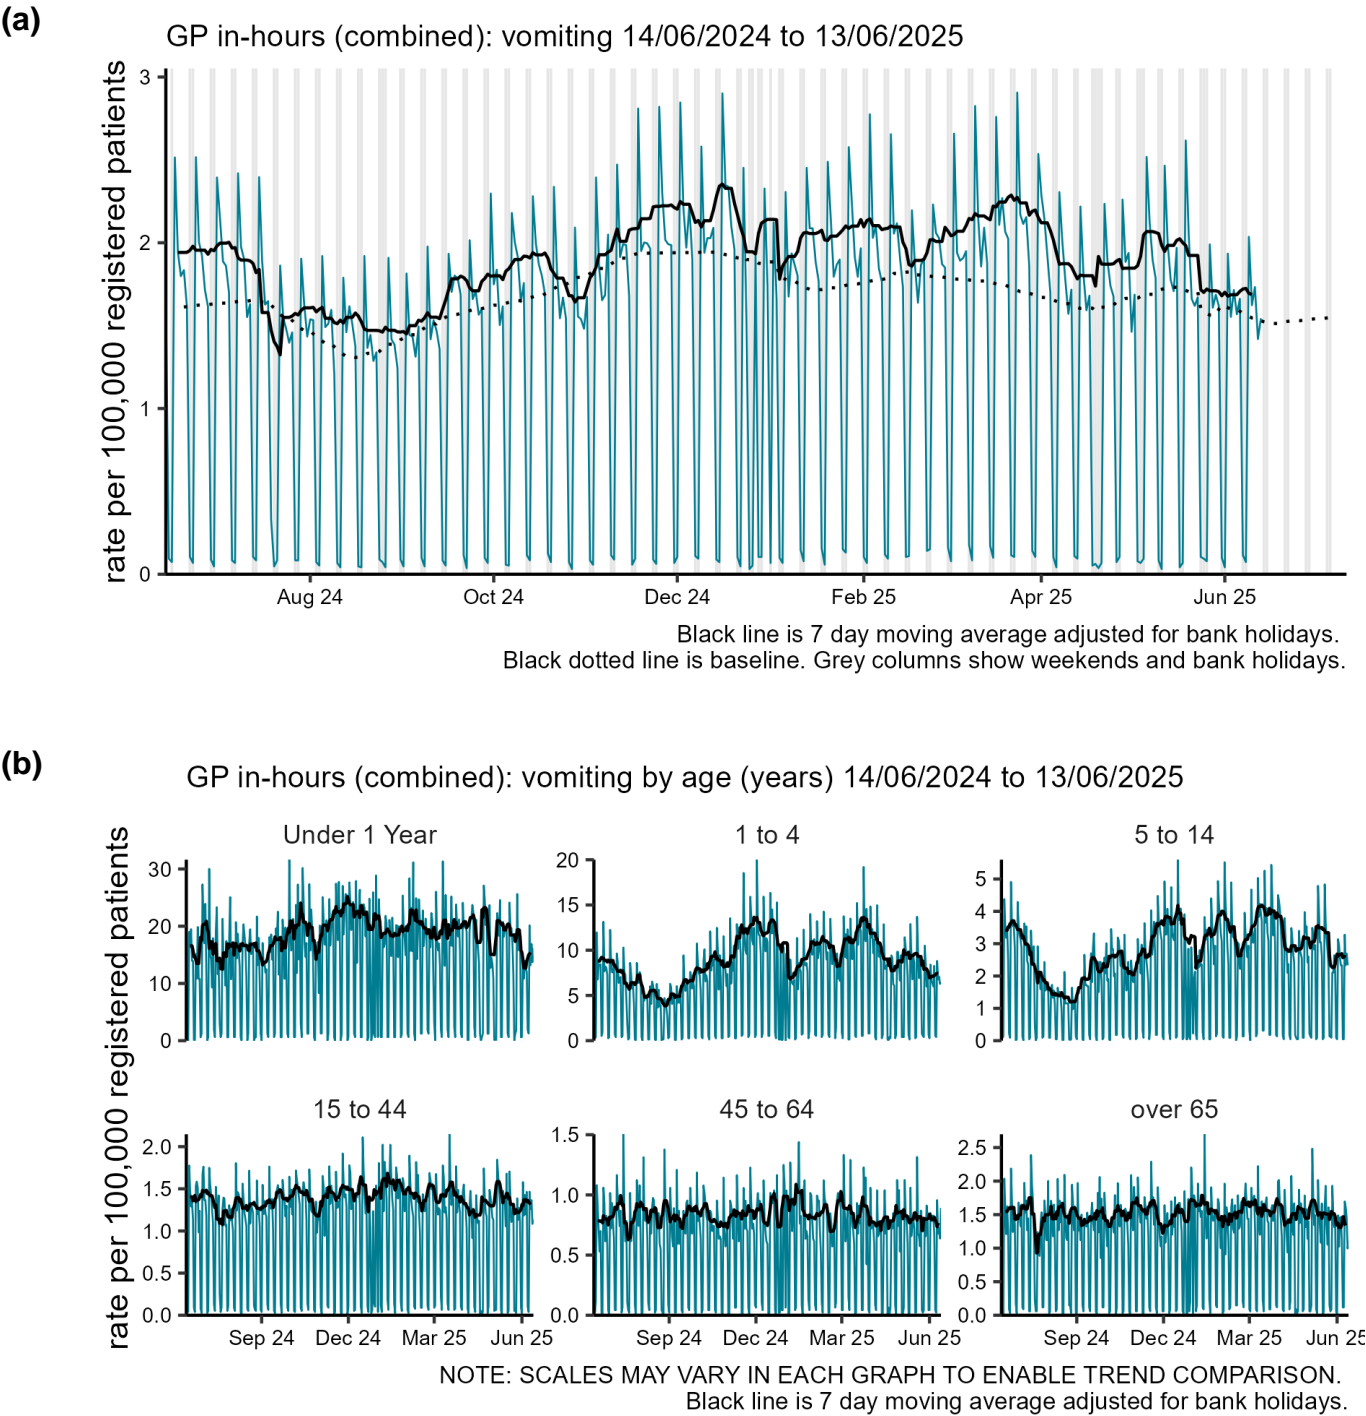 (a)
GP in-hours (combined): vomiting 14/06/2024 to 13/06/2025
rate per 100,000 registered patients
3
2
1
0
Aug 24
Oct 24
Dec 24
Feb 25
Apr 25
Jun 25
Black line is 7 day moving average adjusted for bank holidays.
Black dotted line is baseline. Grey columns show weekends and bank holidays.
(b)
GP in-hours (combined): vomiting by age (years) 14/06/2024 to 13/06/2025
rate per 100,000 registered patients
Under 1 Year
30
20
10
0
1 to 4
20
15
10
5
0
5 to 14
5
4
3
2
1
0
15 to 44
2.0
1.5
1.0
0.5
0.0
Sep 24 Dec 24 Mar 25 Jun 25
45 to 64
1.5
1.0
0.5
0.0
Sep 24 Dec 24 Mar 25 Jun 25
over 65
2.5
2.0
1.5
1.0
0.5
0.0
Sep 24 Dec 24 Mar 25 Jun 25
NOTE: SCALES MAY VARY IN EACH GRAPH TO ENABLE TREND COMPARISON.
Black line is 7 day moving average adjusted for bank holidays.